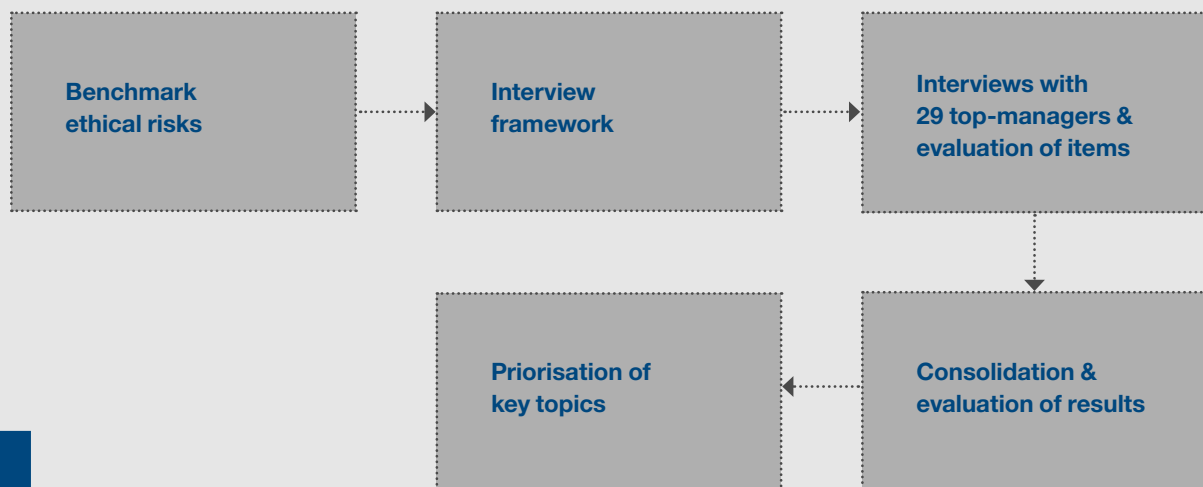 Benchmark
ethical risks
Interview
framework
Interviews with
29 top-managers &
evaluation of items
Consolidation &
evaluation of results
Priorisation of
key topics